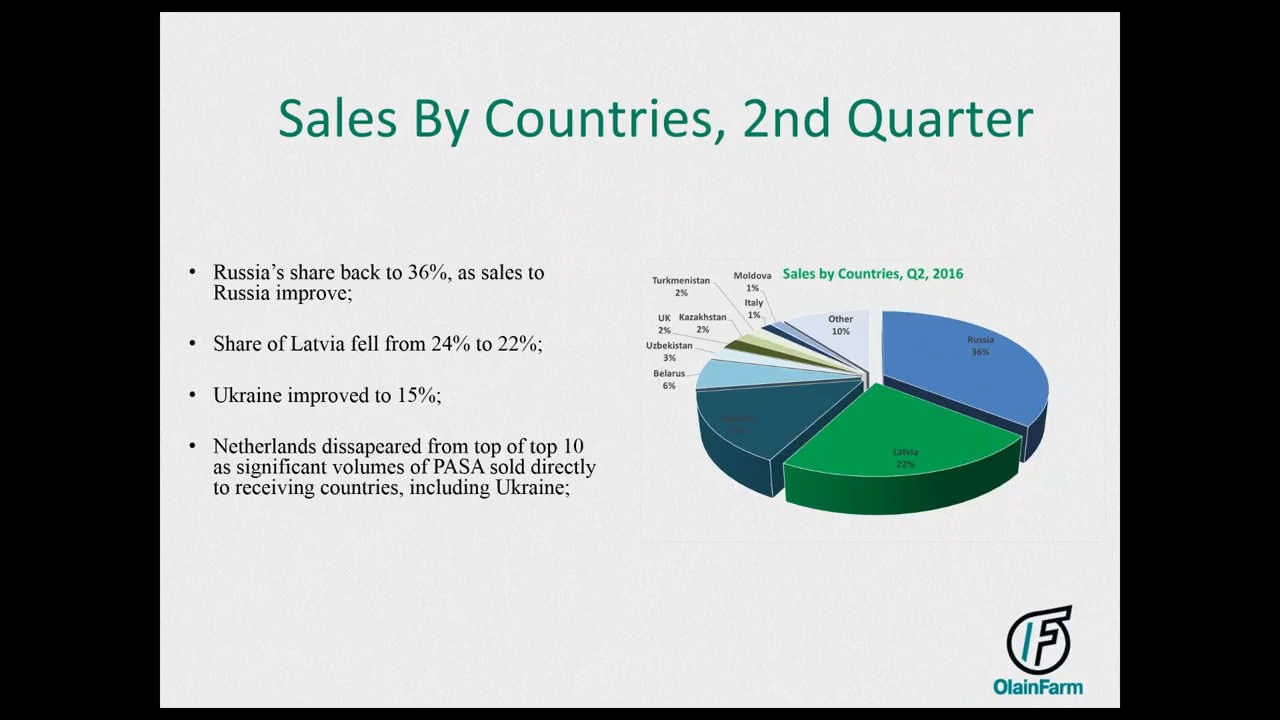 Sales By Countries, 2nd Quarter
• Russia’s share back to 36%, as sales to
Russia improve;
• Share of Latvia fell from 24% to 22%;
• Ukraine improved to 15%;
• Netherlands dissapeared from top of top 10
as significant volumes of PASA sold directly
to receiving countries, including Ukraine;
Sales by Countries, Q2, 2016
Moldova
1%
Turkmenistan
2%
Italy
1%
Kazakhstan
2%
UK
2%
Uzbekistan
3%
Belarus
6%
Other
10%
Russia
36%
Latvia
22%
OlainFarm